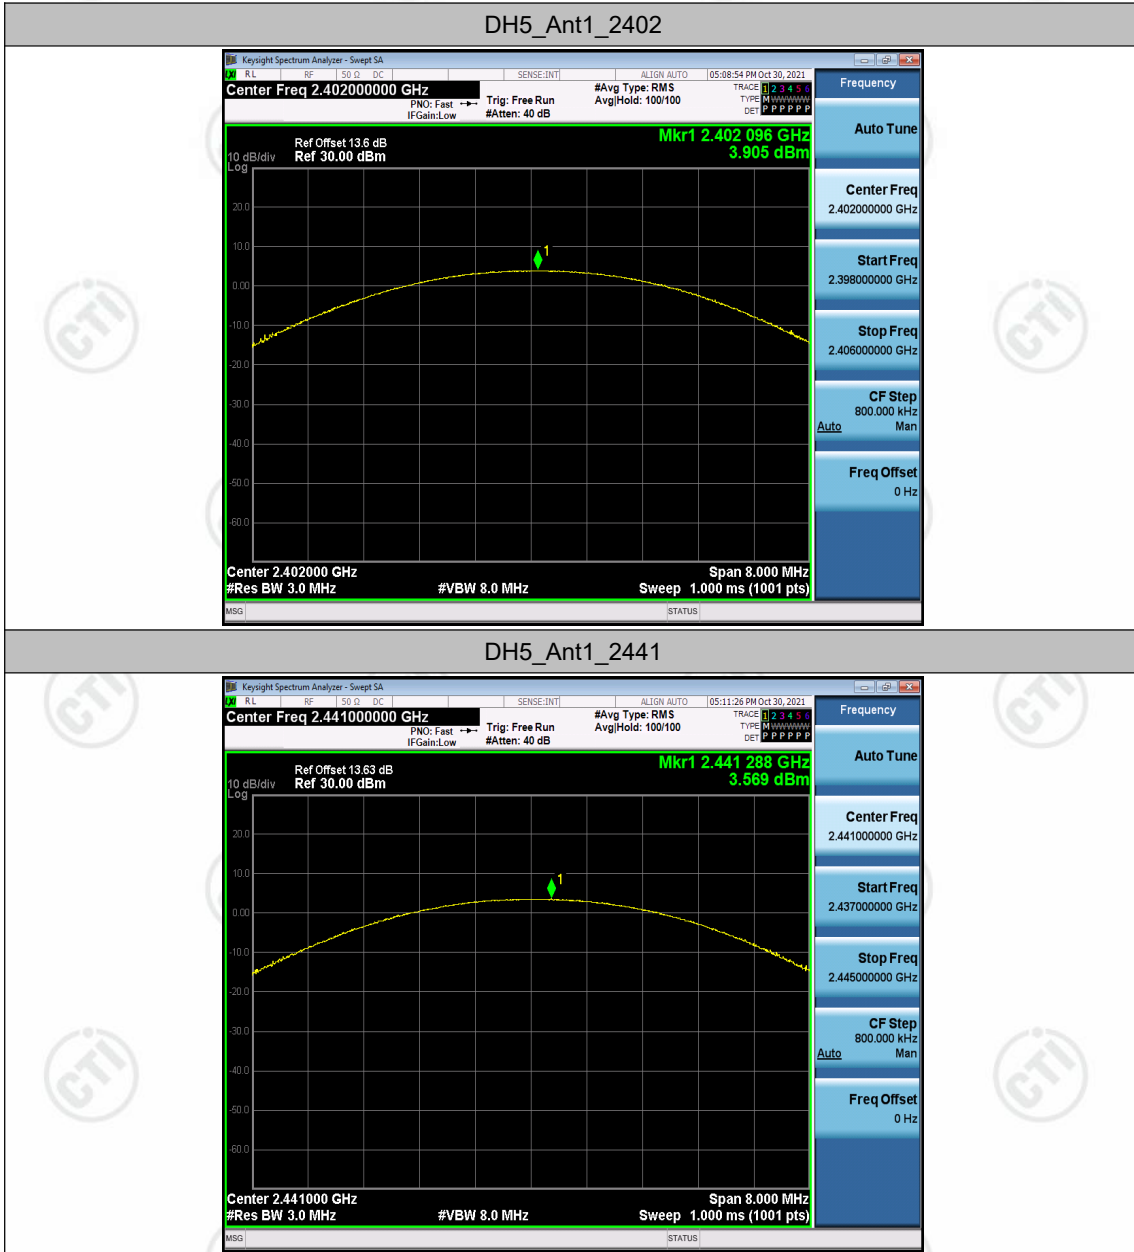 DH5_Ant1_2402
Keysight Spectrum Analyzer - Swept SA
LXI RL RF 50 Ω DC SENSE:INT ALIGN AUTO 05:08:54 PM Oct 30, 2021
Center Freq 2.402000000 GHz
PNO: Fast
IFGain:Low
Trig: Free Run
#Atten: 40 dB
#Avg Type: RMS
Avg|Hold: 100/100
TRACE 1 2 3 4 5 6
TYPE M W W W W W
DET P P P P P P
Mkr1 2.402 096 GHz
3.905 dBm
Ref Offset 13.6 dB
10 dB/div Ref 30.00 dBm
Log
20.0
10.0
1
0.00
-10.0
-20.0
-30.0
-40.0
-50.0
-60.0
Center 2.402000 GHz Span 8.000 MHz
#Res BW 3.0 MHz #VBW 8.0 MHz Sweep 1.000 ms (1001 pts)
MSG STATUS
Frequency
Auto Tune
Center Freq
2.402000000 GHz
Start Freq
2.398000000 GHz
Stop Freq
2.406000000 GHz
CF Step
800.000 kHz
Auto Man
Freq Offset
0 Hz
DH5_Ant1_2441
Keysight Spectrum Analyzer - Swept SA
LXI RL RF 50 Ω DC SENSE:INT ALIGN AUTO 05:11:26 PM Oct 30, 2021
Center Freq 2.441000000 GHz
PNO: Fast
IFGain:Low
Trig: Free Run
#Atten: 40 dB
#Avg Type: RMS
Avg|Hold: 100/100
TRACE 1 2 3 4 5 6
TYPE M W W W W W
DET P P P P P P
Mkr1 2.441 288 GHz
3.569 dBm
Ref Offset 13.63 dB
10 dB/div Ref 30.00 dBm
Log
20.0
10.0
1
0.00
-10.0
-20.0
-30.0
-40.0
-50.0
-60.0
Center 2.441000 GHz Span 8.000 MHz
#Res BW 3.0 MHz #VBW 8.0 MHz Sweep 1.000 ms (1001 pts)
MSG STATUS
Frequency
Auto Tune
Center Freq
2.441000000 GHz
Start Freq
2.437000000 GHz
Stop Freq
2.445000000 GHz
CF Step
800.000 kHz
Auto Man
Freq Offset
0 Hz
CTI
CTI
CTI
CTI
CTI
CTI